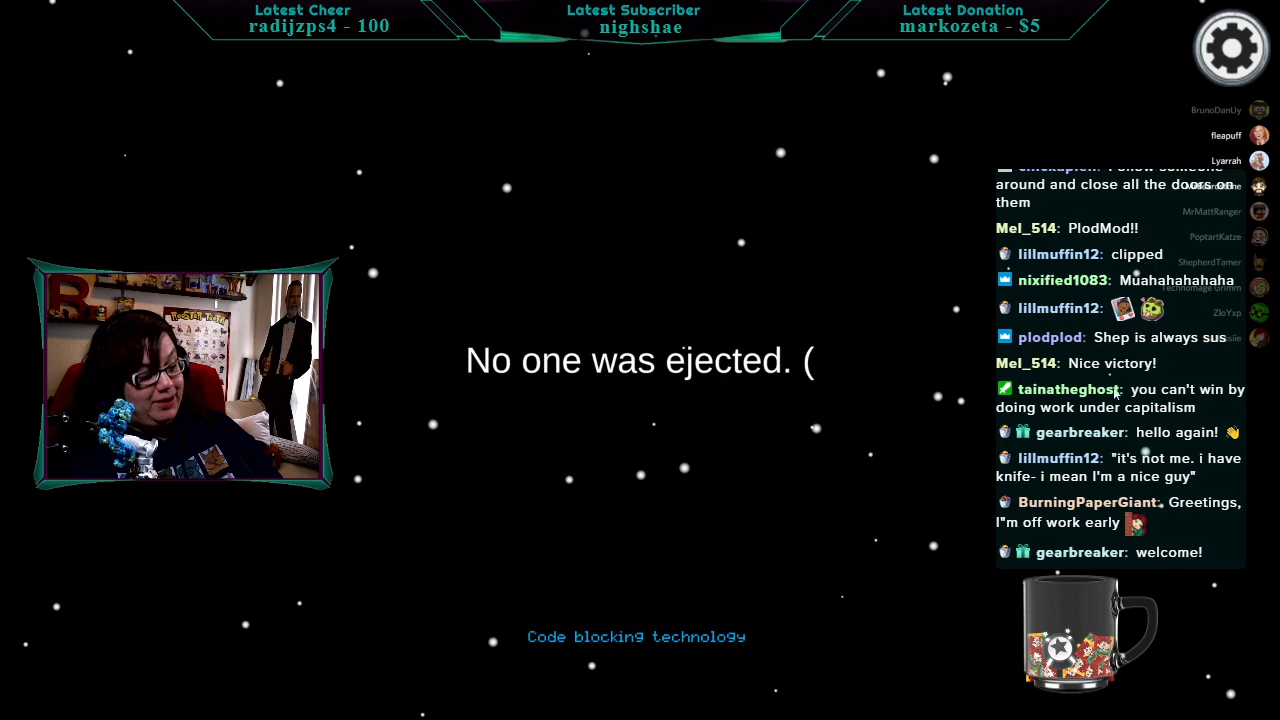 Latest Cheer
radijzps4 - 100
Latest Subscriber
nighshae
Latest Donation
markozeta - $5
BrunoDanUy
fleapuff
Lyarrah
MrMattRanger
PoptartKatze
ShepherdTamer
Technomage Grimm
ZloYxp
around and close all the doors on
them
Mel_514: PlodMod!!
lillmuffin12: clipped
nixified1083: Muahahahahaha
lillmuffin12:
plodplod: Shep is always sus
Mel_514: Nice victory!
tainatheghost: you can't win by
doing work under capitalism
gearbreaker: hello again!
lillmuffin12: "it's not me. i have
knife- i mean I'm a nice guy"
BurningPaperGiant: Greetings,
I"m off work early
gearbreaker: welcome!
No one was ejected. (
Code blocking technology